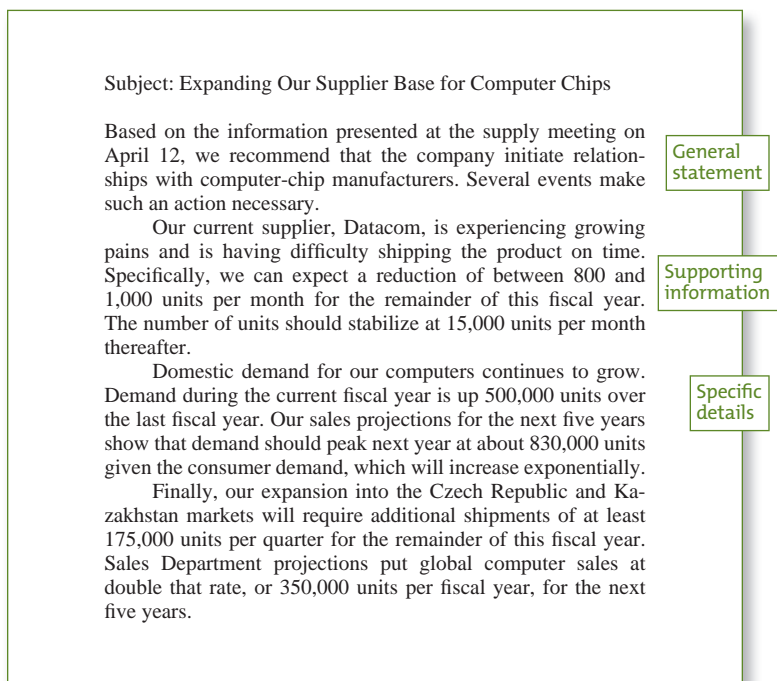 Subject: Expanding Our Supplier Base for Computer Chips
Based on the information presented at the supply meeting on
April 12, we recommend that the company initiate relation-
ships with computer-chip manufacturers. Several events make
such an action necessary.
Our current supplier, Datacom, is experiencing growing
pains and is having difficulty shipping the product on time.
Specifically, we can expect a reduction of between 800 and
1,000 units per month for the remainder of this fiscal year.
The number of units should stabilize at 15,000 units per month
thereafter.
Domestic demand for our computers continues to grow.
Demand during the current fiscal year is up 500,000 units over
the last fiscal year. Our sales projections for the next five years
show that demand should peak next year at about 830,000 units
given the consumer demand, which will increase exponentially.
Finally, our expansion into the Czech Republic and Ka-
zakhstan markets will require additional shipments of at least
175,000 units per quarter for the remainder of this fiscal year.
Sales Department projections put global computer sales at
double that rate, or 350,000 units per fiscal year, for the next
five years.
General
statement
Supporting
information
Specific
details